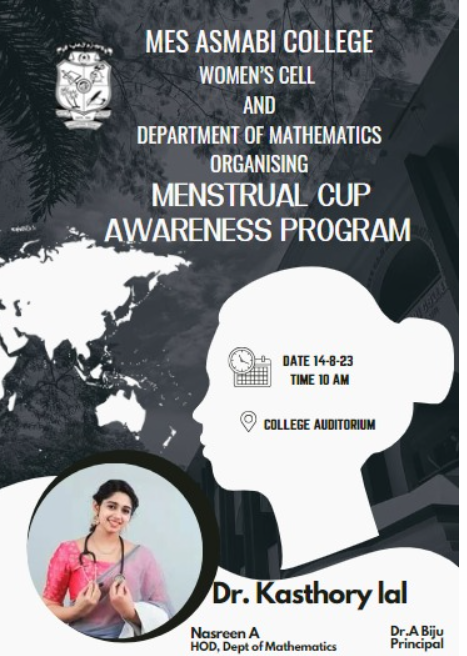 MES ASMABI COLLEGE
WOMEN'S CELL
AND
DEPARTMENT OF MATHEMATICS
ORGANISING
MENSTRUAL CUP
AWARENESS PROGRAM
DATE 14-8-23
TIME 10 AM
COLLEGE AUDITORIUM
Dr. Kasthory lal
Nasreen A
HOD, Dept of Mathematics
Dr.A Biju
Principal